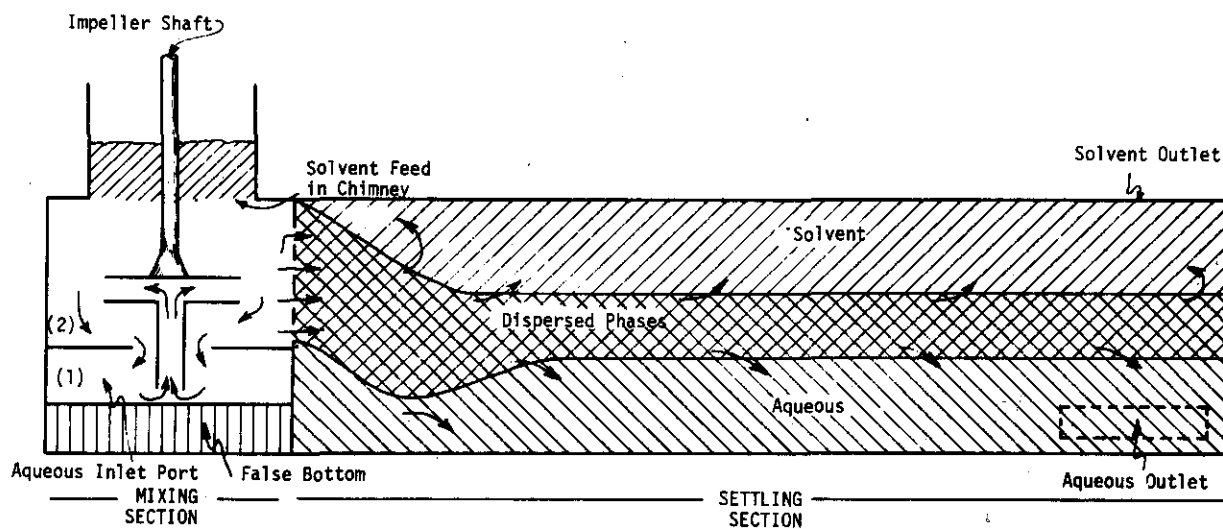 Impeller Shaft
Solvent Feed
in Chimney
Solvent Outlet
Solvent
Dispersed Phases
(2)
(1)
Aqueous
Aqueous Inlet Port
False Bottom
Aqueous Outlet
MIXING
SECTION
SETTLING
SECTION